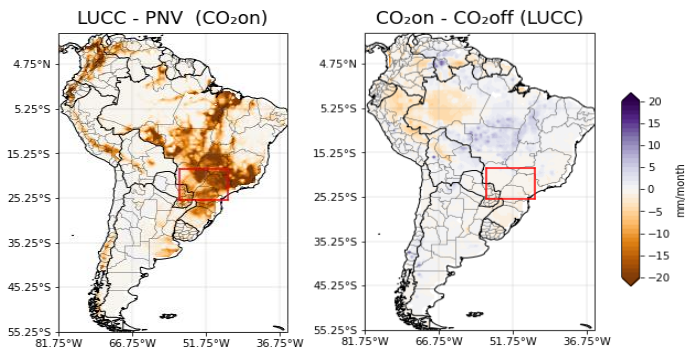 LUCC - PNV  (CO₂on)
CO₂on - CO₂off (LUCC)
4.75°N
5.25°S
15.25°S
25.25°S
35.25°S
45.25°S
55.25°S
81.75°W
66.75°W
51.75°W
36.75°W
4.75°N
5.25°S
15.25°S
25.25°S
35.25°S
45.25°S
55.25°S
81.75°W
66.75°W
51.75°W
36.75°W
20
15
10
5
0
−5
−10
−15
−20
mm/month